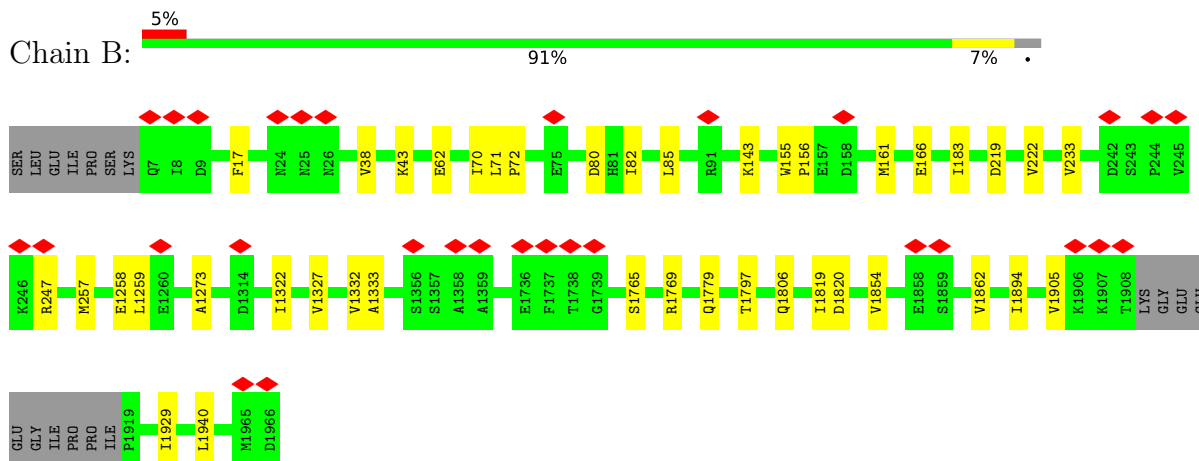 5%
Chain B:
91% 7% •
SER LEU GLU ILE PRO SER LYS Q7 I8 D9 F17 N24 N25 N26 V38 K43 E62 I70 L71 P72 E75 D80 H81 I82 L85 R91 K143 W155 P156 E157 D158 M161 E166 I183 D219 V222 V233 D242 S243 P244 V245
K246 R247 M257 E1258 L1259 E1260 A1273 D1314 I1322 V1327 V1332 A1333 S1356 S1357 A1358 A1359 E1736 F1737 T1738 G1739 S1765 R1769 Q1779 T1797 Q1806 I1819 D1820 V1854 E1858 S1859 V1862 I1894 V1905 K1906 K1907 T1908 LYS GLY GLU GLU
GLU GLY ILE PRO PRO ILE P1919 I1929 L1940 M1965 D1966